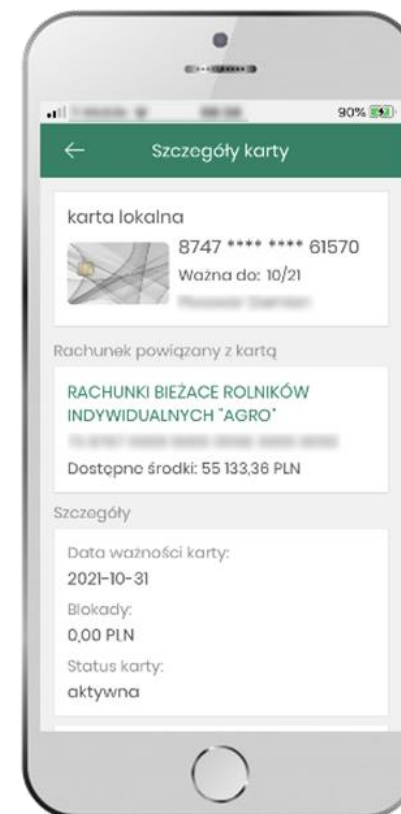 90%
Szczegóły karty
karta lokalna
8747 **** **** 61570
Ważna do: 10/21
Rachunek powiązany z kartą
RACHUNKI BIEŻACE ROLNIKÓW
INDYWIDUALNYCH "AGRO"
Dostępne środki: 55 133,36 PLN
Szczegóły
Data ważności karty:
2021-10-31
Blokady:
0,00 PLN
Status karty:
aktywna